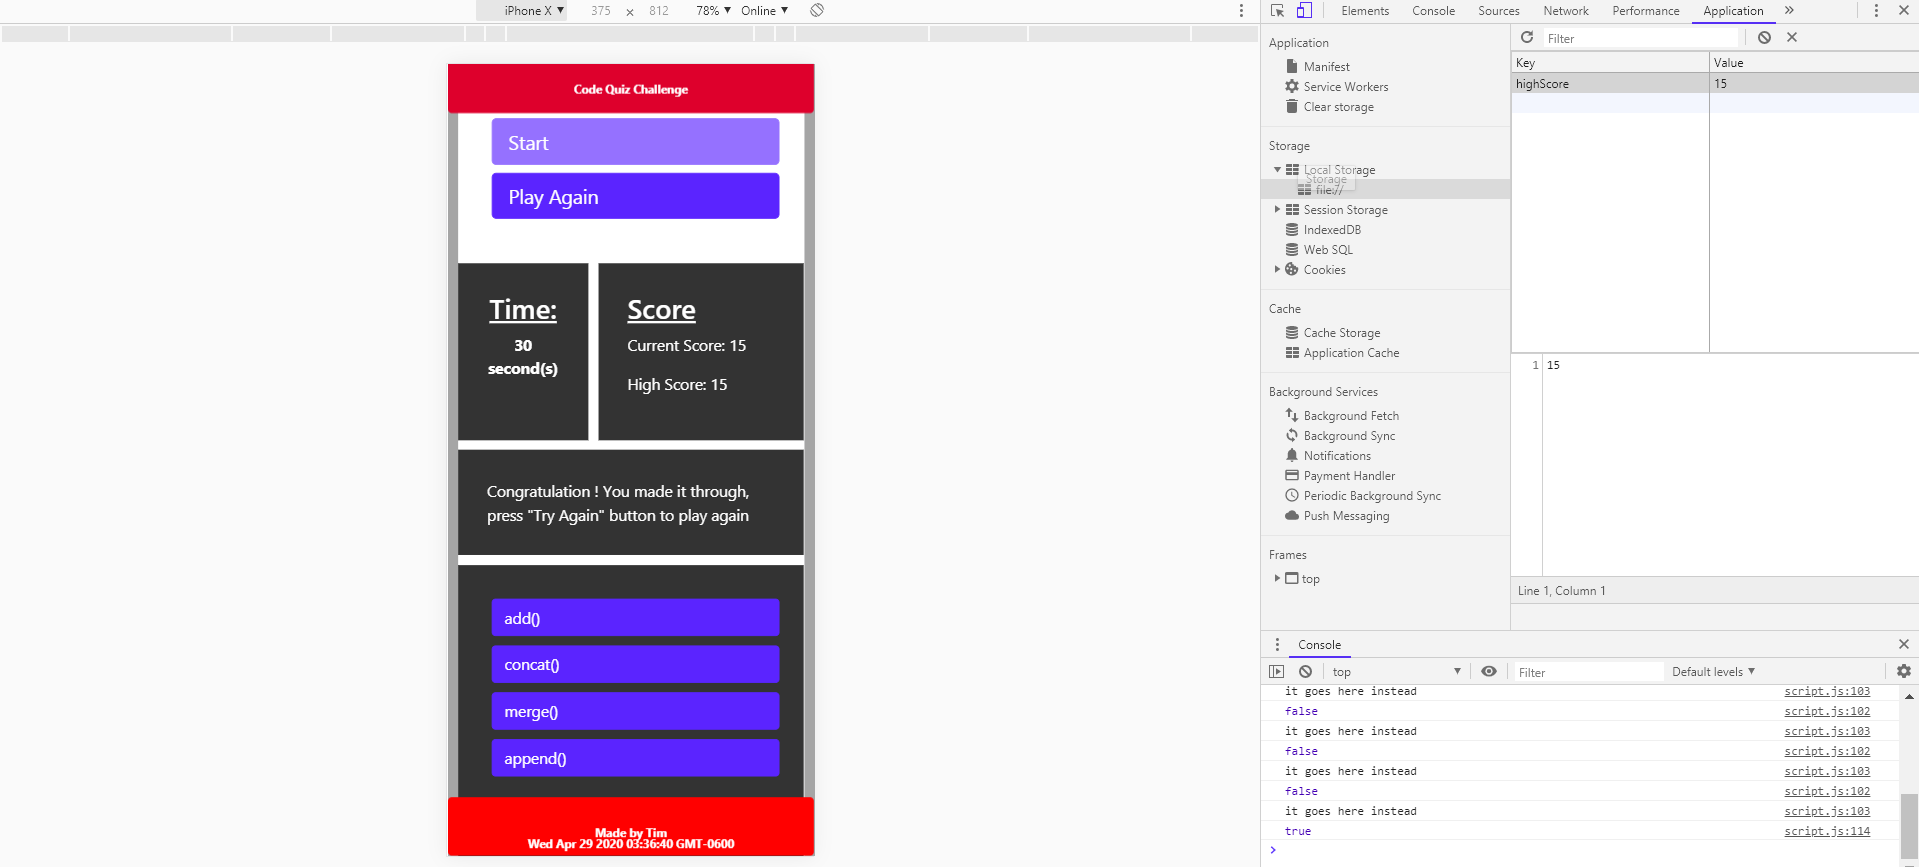 iPhone X 375 x 812 78% Online
Elements Console Sources Network Performance Application
Code Quiz Challenge
Start
Play Again
Time:
30
second(s)
Score
Current Score: 15
High Score: 15
Congratulation ! You made it through,
press "Try Again" button to play again
add()
concat()
merge()
append()
Made by Tim
Wed Apr 29 2020 03:36:40 GMT-0600
Application
Manifest
Service Workers
Clear storage
Storage
Local Storage
Storage
file://
Session Storage
IndexedDB
Web SQL
Cookies
Cache
Cache Storage
Application Cache
Background Services
Background Fetch
Background Sync
Notifications
Payment Handler
Periodic Background Sync
Push Messaging
Frames
top
Filter
Key Value
highScore 15
1 15
Line 1, Column 1
Console
top Filter Default levels
it goes here instead script.js:103
false script.js:102
it goes here instead script.js:103
false script.js:102
it goes here instead script.js:103
false script.js:102
it goes here instead script.js:103
true script.js:114